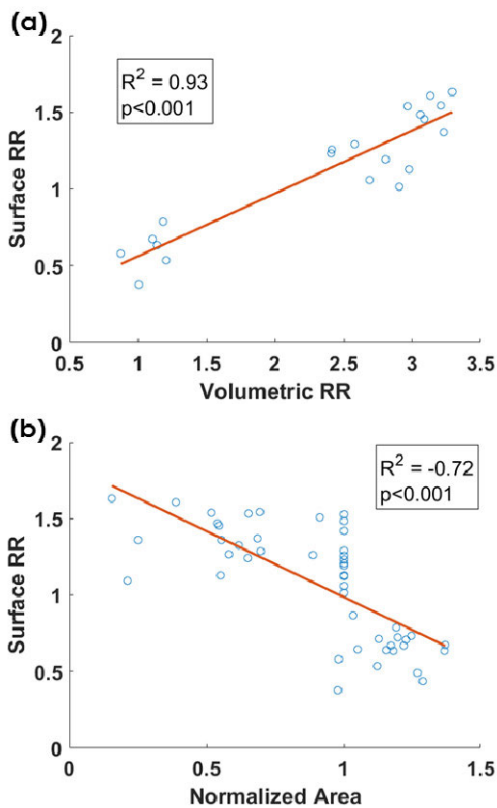 (a)
2
R² = 0.93
p<0.001
1.5
1
0.5
0
Surface RR
0.5 1 1.5 2 2.5 3 3.5
Volumetric RR
(b)
2
R² = -0.72
p<0.001
1.5
1
0.5
0
Surface RR
0 0.5 1 1.5
Normalized Area